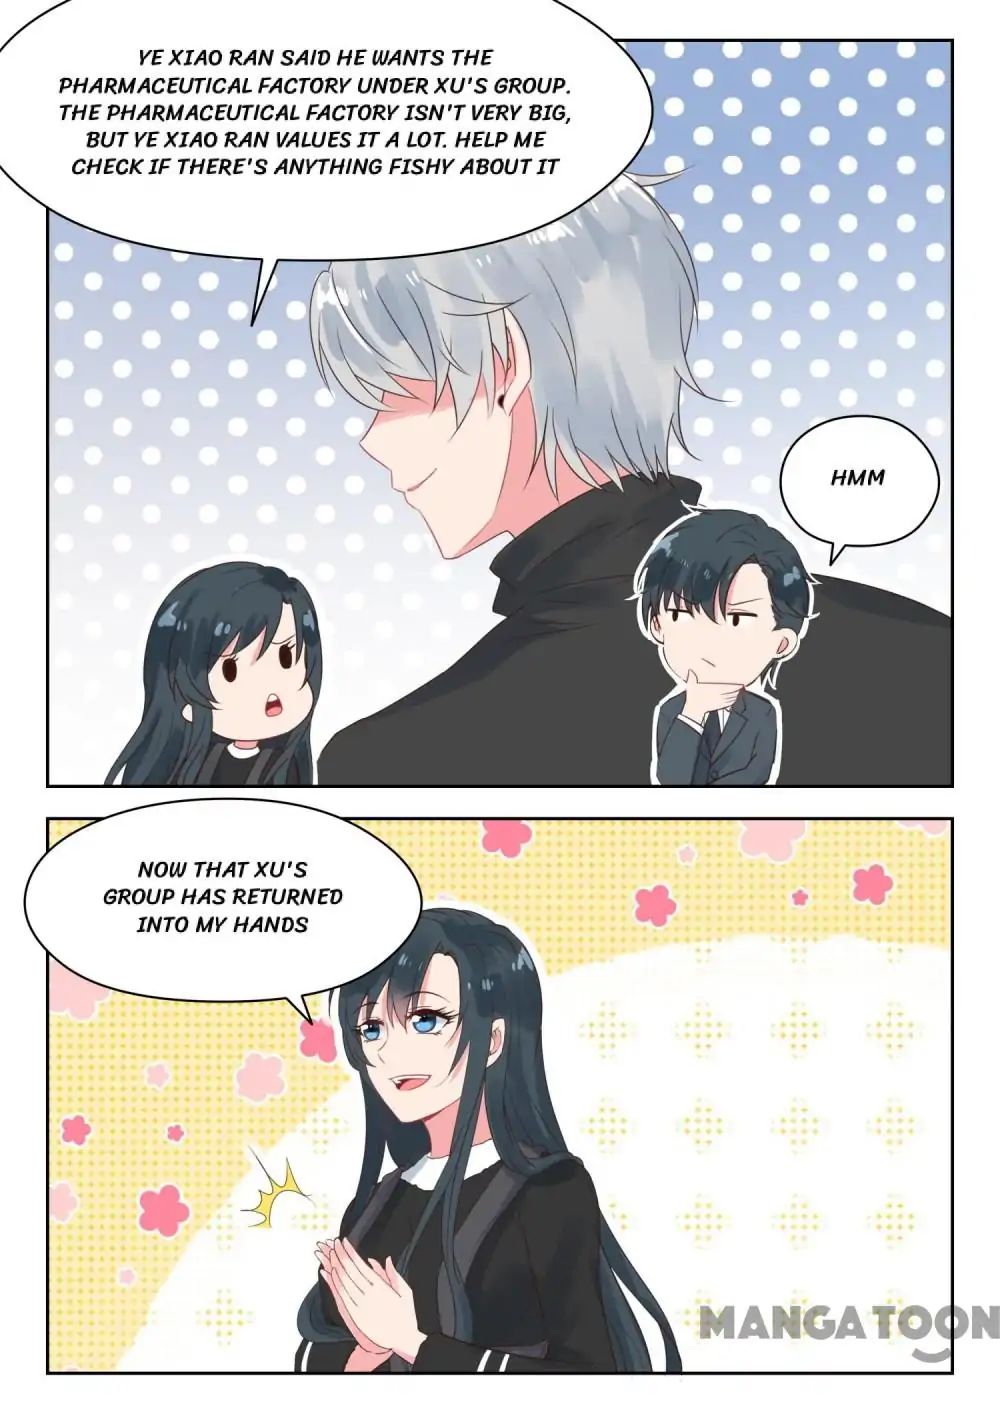 YE XIAO RAN SAID HE WANTS THE
PHARMACEUTICAL FACTORY UNDER XU'S GROUP.
THE PHARMACEUTICAL FACTORY ISN'T VERY BIG,
BUT YE XIAO RAN VALUES IT A LOT. HELP ME
CHECK IF THERE'S ANYTHING FISHY ABOUT IT
HMM
NOW THAT XU'S
GROUP HAS RETURNED
INTO MY HANDS
MANGATOON